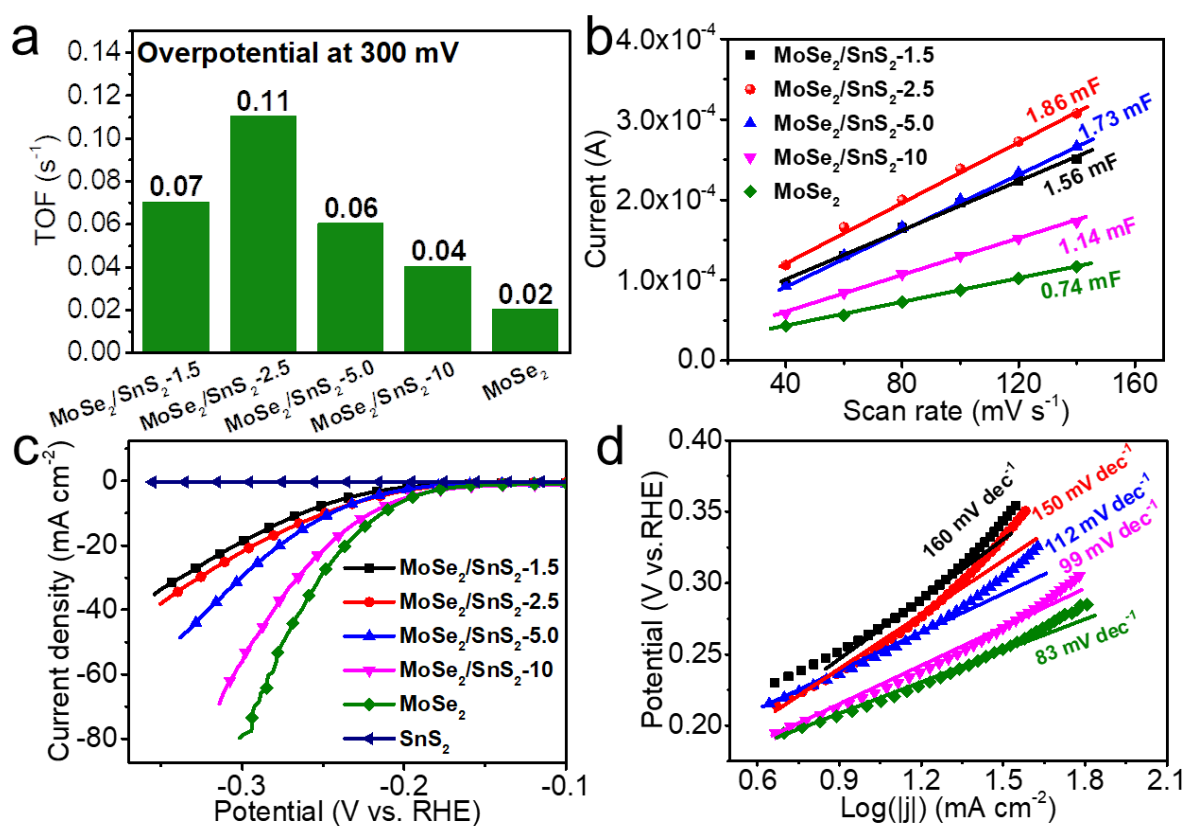 a
Overpotential at 300 mV
TOF (s⁻¹)
0.14
0.12
0.10
0.08
0.06
0.04
0.02
0.00
0.07
0.11
0.06
0.04
0.02
MoSe₂/SnS₂-1.5
MoSe₂/SnS₂-2.5
MoSe₂/SnS₂-5.0
MoSe₂/SnS₂-10
MoSe₂
b
Current (A)
4.0x10⁻⁴
3.0x10⁻⁴
2.0x10⁻⁴
1.0x10⁻⁴
0.0
MoSe₂/SnS₂-1.5
MoSe₂/SnS₂-2.5
MoSe₂/SnS₂-5.0
MoSe₂/SnS₂-10
MoSe₂
1.86 mF
1.73 mF
1.56 mF
1.14 mF
0.74 mF
40 80 120 160
Scan rate (mV s⁻¹)
c
Current density (mA cm⁻²)
0
-20
-40
-60
-80
MoSe₂/SnS₂-1.5
MoSe₂/SnS₂-2.5
MoSe₂/SnS₂-5.0
MoSe₂/SnS₂-10
MoSe₂
SnS₂
-0.3 -0.2 -0.1
Potential (V vs. RHE)
d
Potential (V vs.RHE)
0.40
0.35
0.30
0.25
0.20
160 mV dec⁻¹
150 mV dec⁻¹
112 mV dec⁻¹
99 mV dec⁻¹
83 mV dec⁻¹
0.6 0.9 1.2 1.5 1.8 2.1
Log(|j|) (mA cm⁻²)